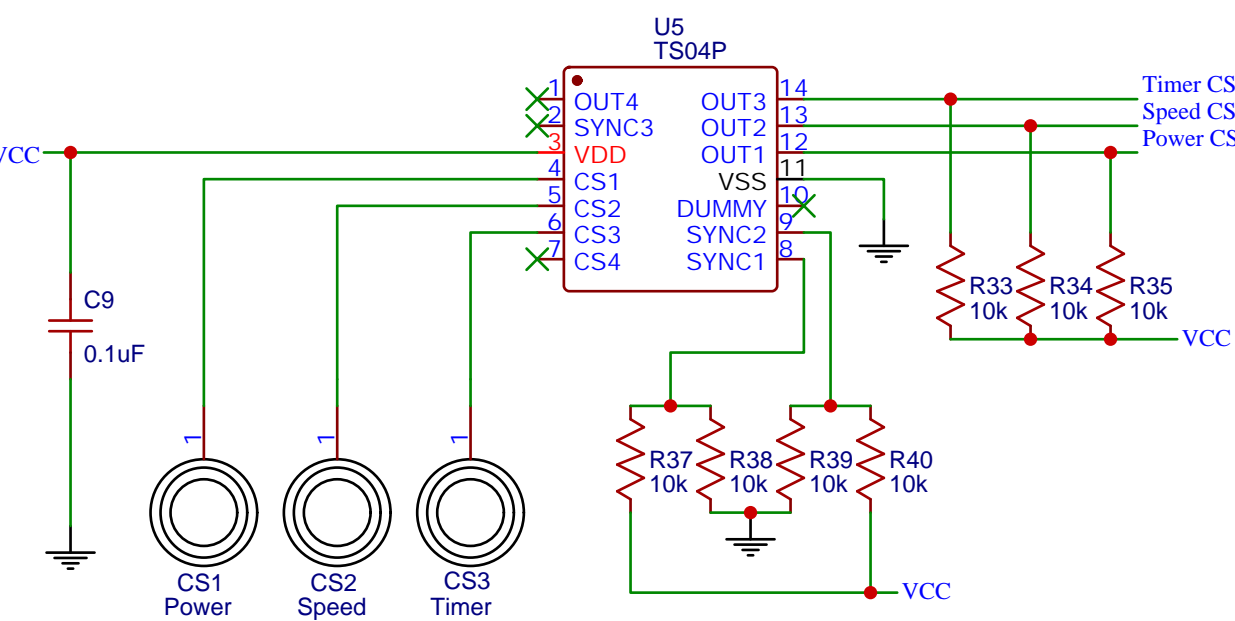 U5
TS04P
1 OUT4
2 SYNC3
3 VDD
4 CS1
5 CS2
6 CS3
7 CS4
OUT3 14
OUT2 13
OUT1 12
VSS 11
DUMMY 10
SYNC2 9
SYNC1 8
Timer CS
Speed CS
Power CS
VCC
C9
0.1uF
R33
10k
R34
10k
R35
10k
VCC
R37
10k
R38
10k
R39
10k
R40
10k
VCC
1
1
1
CS1
Power
CS2
Speed
CS3
Timer